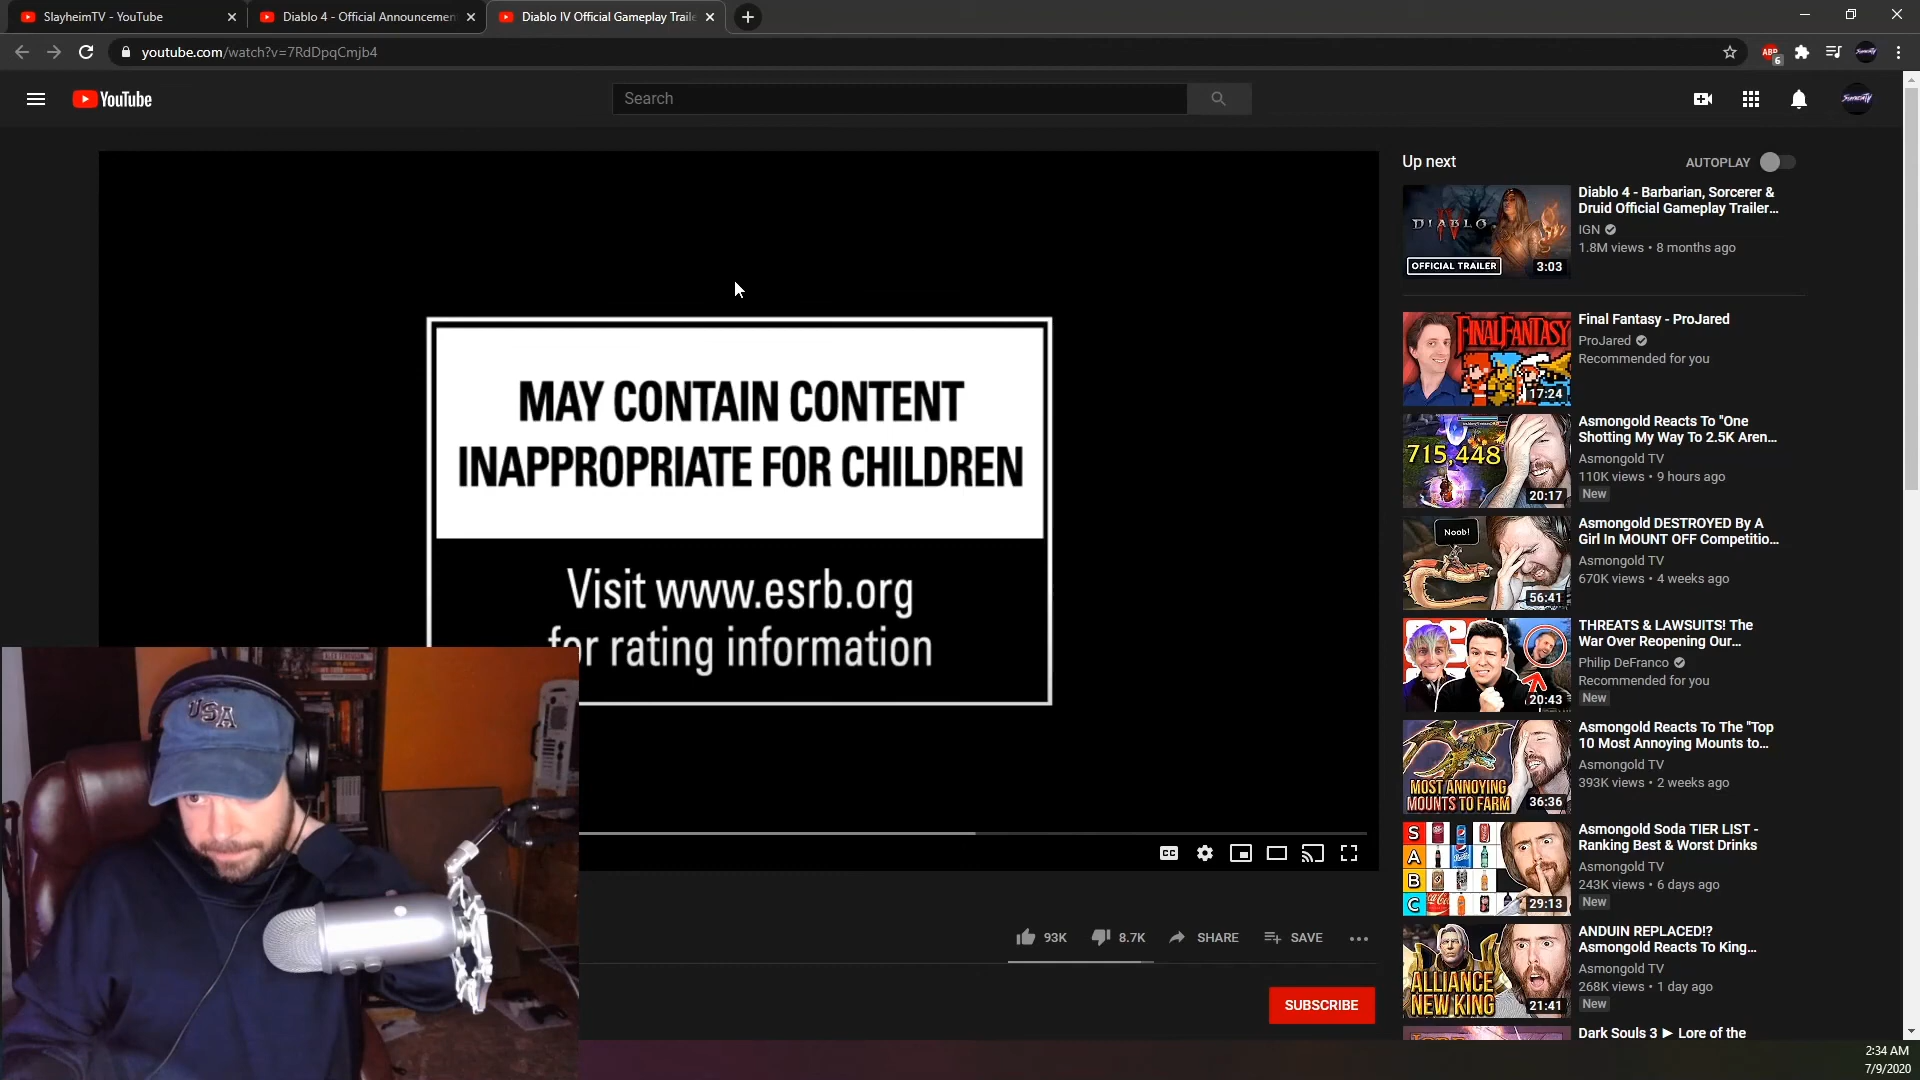 SlayheimTV - YouTube
Diablo 4 - Official Announcemen
Diablo IV Official Gameplay Traile
youtube.com/watch?v=7RdDpqCmjb4
ABP
6
YouTube
Search
Up next
AUTOPLAY
MAY CONTAIN CONTENT
INAPPROPRIATE FOR CHILDREN
Visit www.esrb.org
for rating information
USA
CC
93K
8.7K
SHARE
SAVE
SUBSCRIBE
DIABLO
OFFICIAL TRAILER
3:03
Diablo 4 - Barbarian, Sorcerer &
Druid Official Gameplay Trailer...
IGN
1.8M views • 8 months ago
FINAL FANTASY
17:24
Final Fantasy - ProJared
ProJared
Recommended for you
715,448
20:17
Asmongold Reacts To "One
Shotting My Way To 2.5K Aren...
Asmongold TV
110K views • 9 hours ago
New
Noob!
56:41
Asmongold DESTROYED By A
Girl In MOUNT OFF Competitio...
Asmongold TV
670K views • 4 weeks ago
20:43
THREATS & LAWSUITS! The
War Over Reopening Our...
Philip DeFranco
Recommended for you
New
MOST ANNOYING
MOUNTS TO FARM
36:36
Asmongold Reacts To The "Top
10 Most Annoying Mounts to...
Asmongold TV
393K views • 2 weeks ago
S
A
B
C
29:13
Asmongold Soda TIER LIST -
Ranking Best & Worst Drinks
Asmongold TV
243K views • 6 days ago
New
ALLIANCE
NEW KING
21:41
ANDUIN REPLACED!?
Asmongold Reacts To King...
Asmongold TV
268K views • 1 day ago
New
Dark Souls 3 ► Lore of the
2:34 AM
7/9/2020